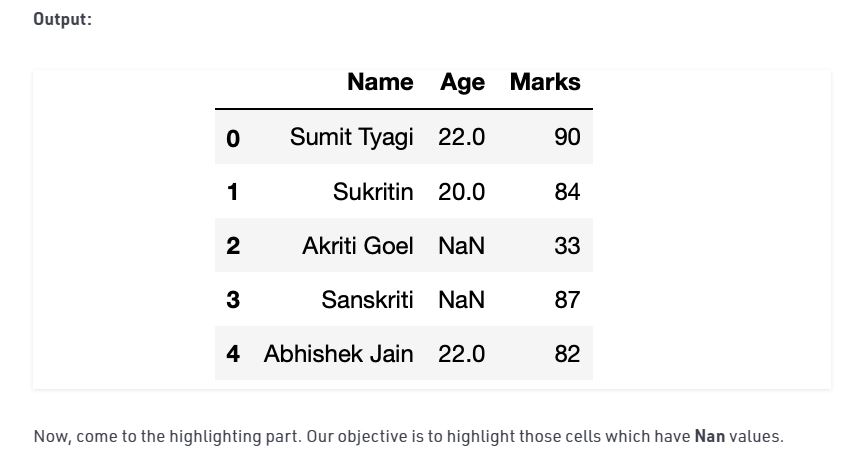 Output:
Name Age Marks
0 Sumit Tyagi 22.0 90
1 Sukritin 20.0 84
2 Akriti Goel NaN 33
3 Sanskriti NaN 87
4 Abhishek Jain 22.0 82
Now, come to the highlighting part. Our objective is to highlight those cells which have Nan values.